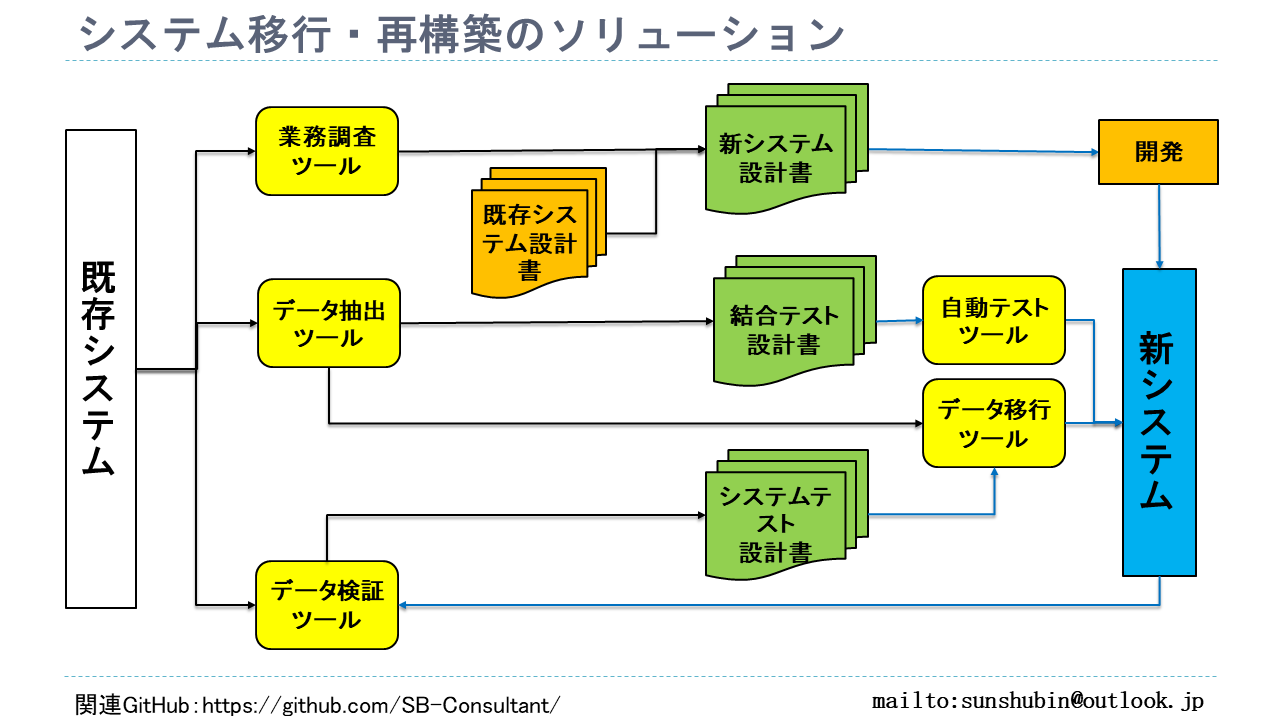 システム移行・再構築のソリューション
既存システム
業務調査
ツール
既存シス
テム設計
書
新システム
設計書
開発
データ抽出
ツール
結合テスト
設計書
自動テスト
ツール
データ移行
ツール
新システム
システムテ
スト
設計書
データ検証
ツール
関連GitHub：https://github.com/SB-Consultant/
mailto:sunshubin@outlook.jp